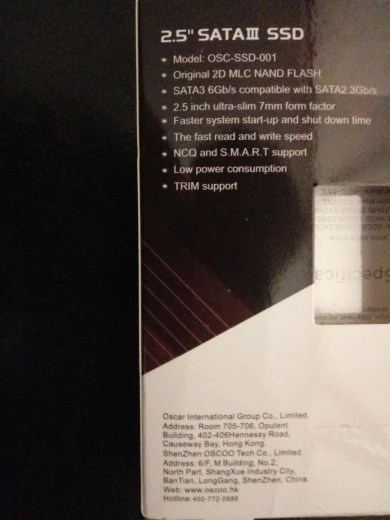 2.5" SATAIII SSD
Model: OSC-SSD-001
Original 2D MLC NAND FLASH
SATA3 6Gb/s compatible with SATA2 3Gb/s
2.5 inch ultra-slim 7mm form factor
Faster system start-up and shut down time
The fast read and write speed
NCQ and S.M.A.R.T support
Low power consumption
TRIM support
Specifica
Oscar International Group Co., Limited.
Address: Room 705-706, Opulent
Building, 402-406Hennessy Road,
Causeway Bay, Hong Kong.
ShenZhen OSCOO Tech Co., Limited.
Address: 6/F, M Building, No.2,
North Part, ShangXue Industry City,
BanTian, LongGang, ShenZhen, China.
Web: www.oscoo.hk
Hotline: 400-772-0686